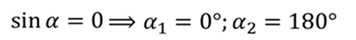 sin α = 0 ⟹ α₁ = 0°; α₂ = 180°